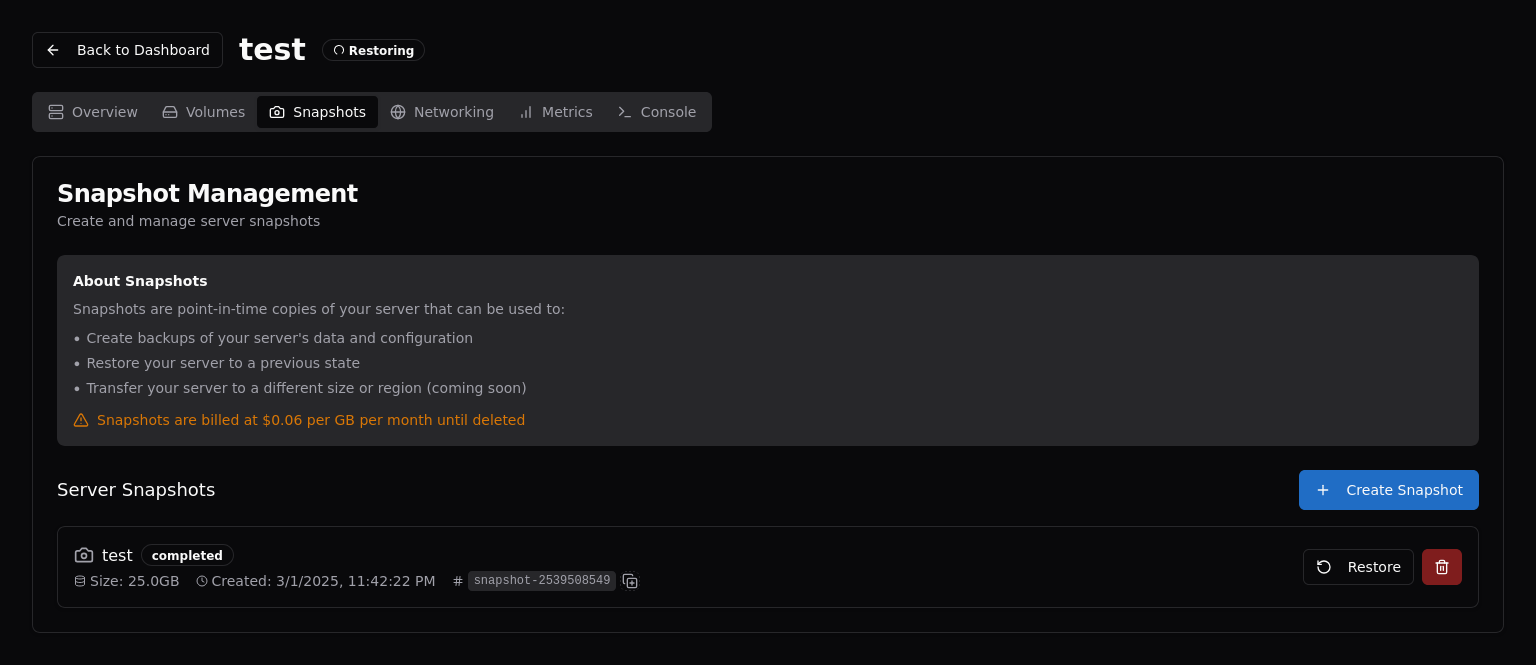 Back to Dashboard test Restoring
Overview Volumes Snapshots Networking Metrics Console
Snapshot Management
Create and manage server snapshots
About Snapshots
Snapshots are point-in-time copies of your server that can be used to:
• Create backups of your server's data and configuration
• Restore your server to a previous state
• Transfer your server to a different size or region (coming soon)
Snapshots are billed at $0.06 per GB per month until deleted
Server Snapshots Create Snapshot
test completed
Size: 25.0GB Created: 3/1/2025, 11:42:22 PM # snapshot-2539508549
Restore